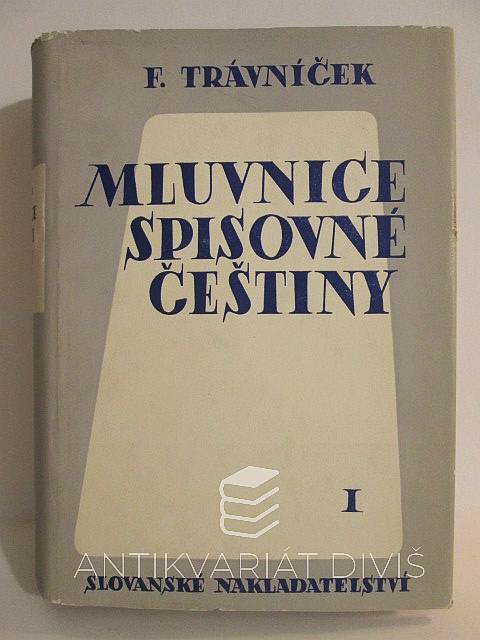 F. TRÁVNÍČEK
MLUVNICE
SPISOVNÉ
ČEŠTINY
I
ANTIKVARIÁT DIVIŠ
SLOVANSKÉ NAKLADATELSTVÍ